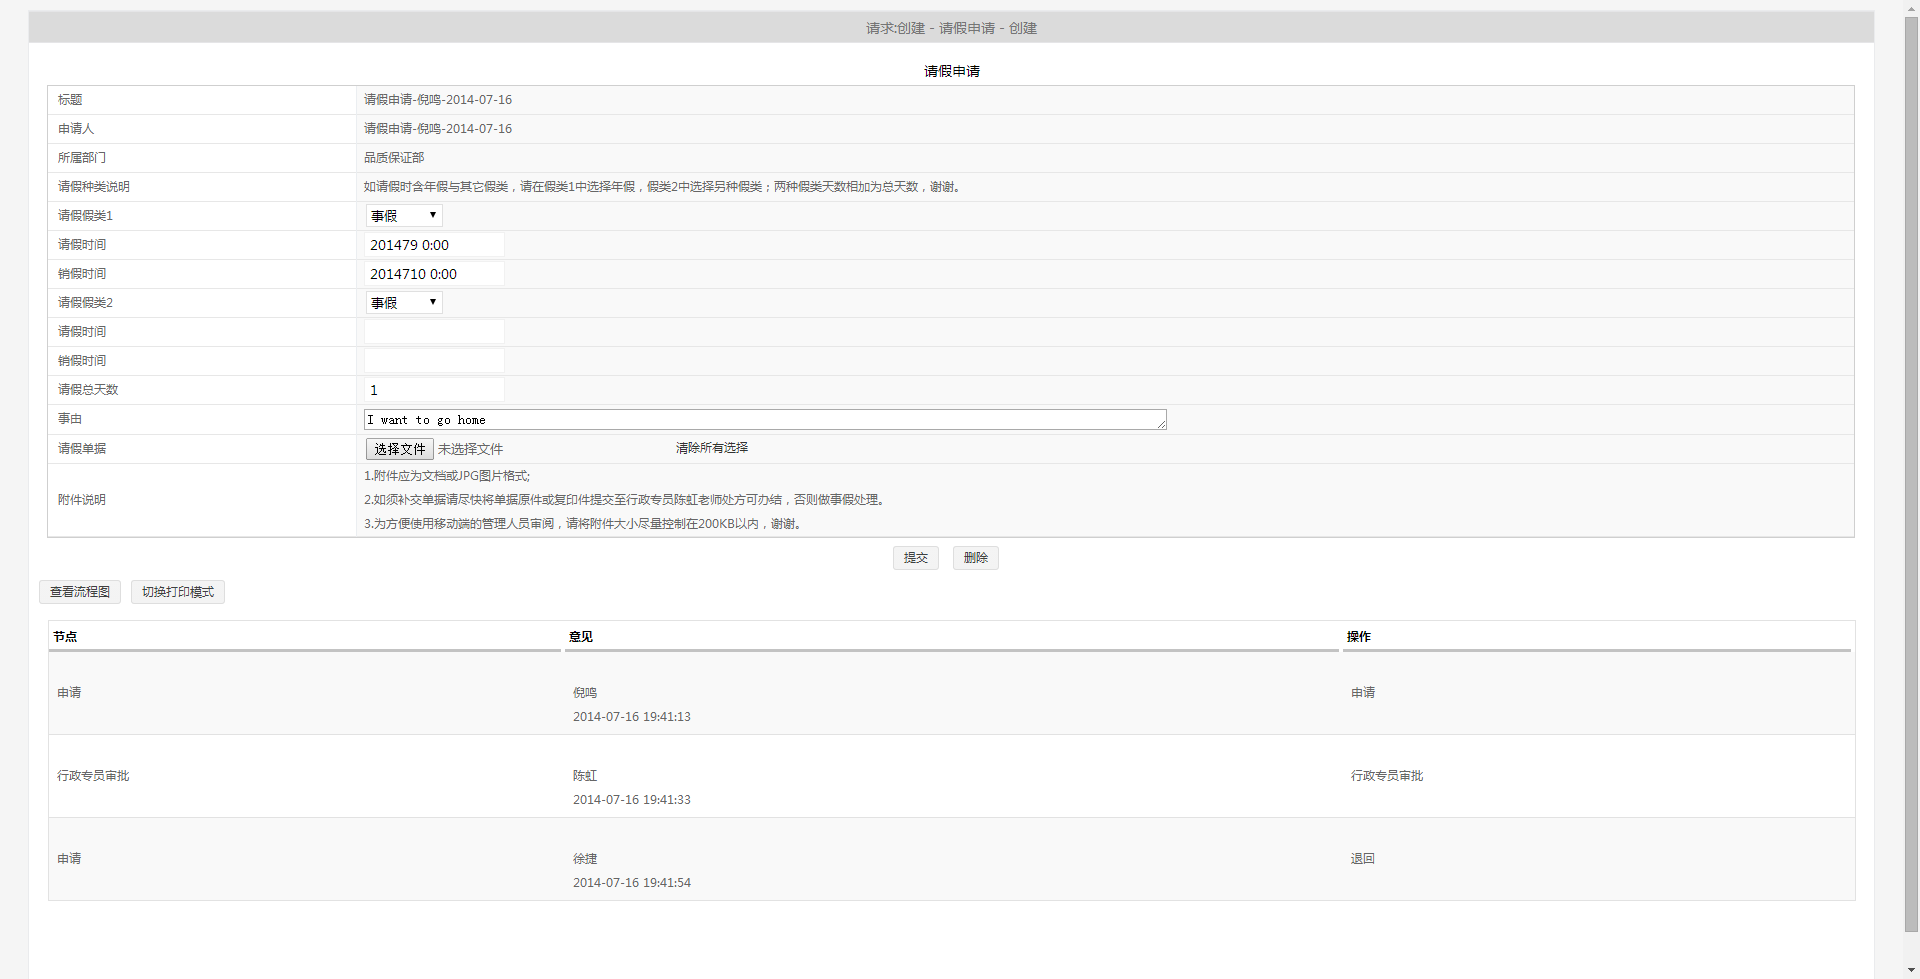 请求:创建 - 请假申请 - 创建
请假申请
标题 请假申请-倪鸣-2014-07-16
申请人 请假申请-倪鸣-2014-07-16
所属部门 品质保证部
请假种类说明 如请假时含年假与其它假类，请在假类1中选择年假，假类2中选择另种假类；两种假类天数相加为总天数，谢谢。
请假假类1 事假
请假时间 201479 0:00
销假时间 2014710 0:00
请假假类2 事假
请假时间
销假时间
请假总天数 1
事由 I want to go home
请假单据 选择文件 未选择文件 清除所有选择
附件说明
1.附件应为文档或JPG图片格式;
2.如须补交单据请尽快将单据原件或复印件提交至行政专员陈虹老师处方可办结，否则做事假处理。
3.为方便使用移动端的管理人员审阅，请将附件大小尽量控制在200KB以内，谢谢。
提交 删除
查看流程图 切换打印模式
节点 意见 操作
申请 倪鸣 申请
2014-07-16 19:41:13
行政专员审批 陈虹 行政专员审批
2014-07-16 19:41:33
申请 徐捷 退回
2014-07-16 19:41:54